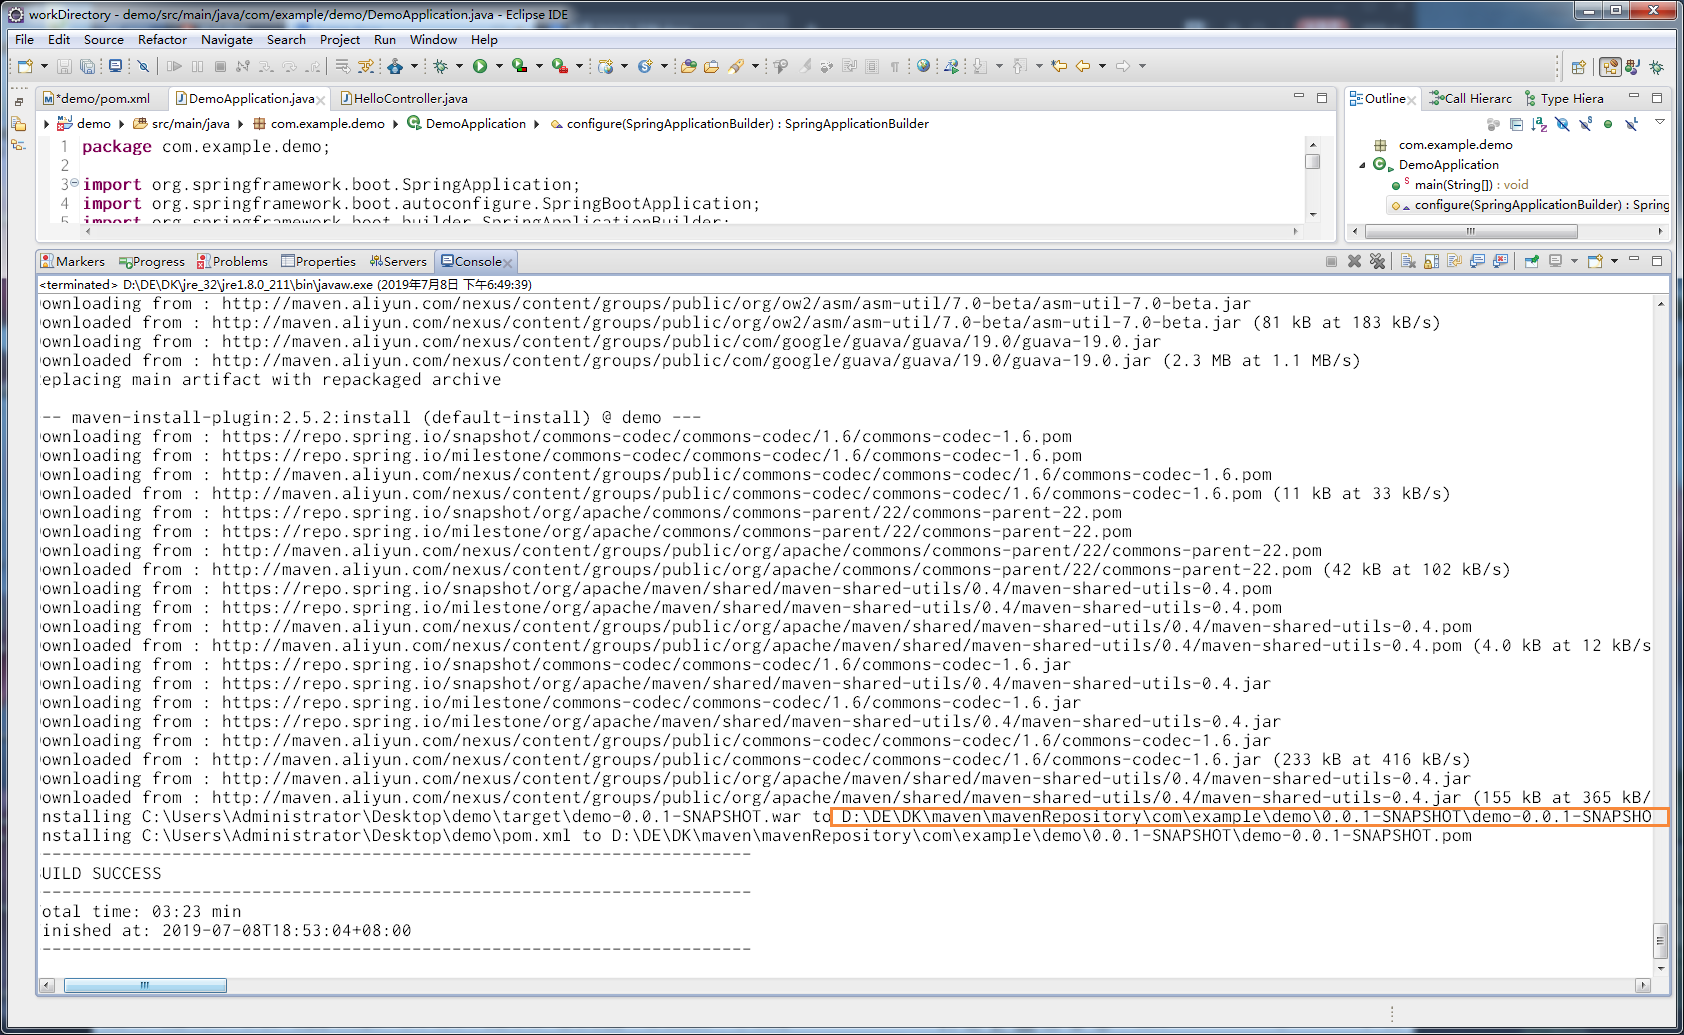 workDirectory - demo/src/main/java/com/example/demo/DemoApplication.java - Eclipse IDE
File Edit Source Refactor Navigate Search Project Run Window Help
*demo/pom.xml DemoApplication.java HelloController.java
demo src/main/java com.example.demo DemoApplication configure(SpringApplicationBuilder) : SpringApplicationBuilder
1 package com.example.demo;
2
3 import org.springframework.boot.SpringApplication;
4 import org.springframework.boot.autoconfigure.SpringBootApplication;
5 import org.springframework.boot.builder.SpringApplicationBuilder;
Outline Call Hierarc Type Hiera
com.example.demo
DemoApplication
main(String[]) : void
configure(SpringApplicationBuilder) : Spring
Markers Progress Problems Properties Servers Console
<terminated> D:\DE\DK\jre_32\jre1.8.0_211\bin\javaw.exe (2019年7月8日 下午6:49:39)
ownloading from : http://maven.aliyun.com/nexus/content/groups/public/org/ow2/asm/asm-util/7.0-beta/asm-util-7.0-beta.jar
ownloaded from : http://maven.aliyun.com/nexus/content/groups/public/org/ow2/asm/asm-util/7.0-beta/asm-util-7.0-beta.jar (81 kB at 183 kB/s)
ownloading from : http://maven.aliyun.com/nexus/content/groups/public/com/google/guava/guava/19.0/guava-19.0.jar
ownloaded from : http://maven.aliyun.com/nexus/content/groups/public/com/google/guava/guava/19.0/guava-19.0.jar (2.3 MB at 1.1 MB/s)
eplacing main artifact with repackaged archive
-- maven-install-plugin:2.5.2:install (default-install) @ demo ---
ownloading from : https://repo.spring.io/snapshot/commons-codec/commons-codec/1.6/commons-codec-1.6.pom
ownloading from : https://repo.spring.io/milestone/commons-codec/commons-codec/1.6/commons-codec-1.6.pom
ownloading from : http://maven.aliyun.com/nexus/content/groups/public/commons-codec/commons-codec/1.6/commons-codec-1.6.pom
ownloaded from : http://maven.aliyun.com/nexus/content/groups/public/commons-codec/commons-codec/1.6/commons-codec-1.6.pom (11 kB at 33 kB/s)
ownloading from : https://repo.spring.io/snapshot/org/apache/commons/commons-parent/22/commons-parent-22.pom
ownloading from : https://repo.spring.io/milestone/org/apache/commons/commons-parent/22/commons-parent-22.pom
ownloading from : http://maven.aliyun.com/nexus/content/groups/public/org/apache/commons/commons-parent/22/commons-parent-22.pom
ownloaded from : http://maven.aliyun.com/nexus/content/groups/public/org/apache/commons/commons-parent/22/commons-parent-22.pom (42 kB at 102 kB/s)
ownloading from : https://repo.spring.io/snapshot/org/apache/maven/shared/maven-shared-utils/0.4/maven-shared-utils-0.4.pom
ownloading from : https://repo.spring.io/milestone/org/apache/maven/shared/maven-shared-utils/0.4/maven-shared-utils-0.4.pom
ownloading from : http://maven.aliyun.com/nexus/content/groups/public/org/apache/maven/shared/maven-shared-utils/0.4/maven-shared-utils-0.4.pom
ownloaded from : http://maven.aliyun.com/nexus/content/groups/public/org/apache/maven/shared/maven-shared-utils/0.4/maven-shared-utils-0.4.pom (4.0 kB at 12 kB/s
ownloading from : https://repo.spring.io/snapshot/commons-codec/commons-codec/1.6/commons-codec-1.6.jar
ownloading from : https://repo.spring.io/snapshot/org/apache/maven/shared/maven-shared-utils/0.4/maven-shared-utils-0.4.jar
ownloading from : https://repo.spring.io/milestone/commons-codec/commons-codec/1.6/commons-codec-1.6.jar
ownloading from : https://repo.spring.io/milestone/org/apache/maven/shared/maven-shared-utils/0.4/maven-shared-utils-0.4.jar
ownloading from : http://maven.aliyun.com/nexus/content/groups/public/commons-codec/commons-codec/1.6/commons-codec-1.6.jar
ownloaded from : http://maven.aliyun.com/nexus/content/groups/public/commons-codec/commons-codec/1.6/commons-codec-1.6.jar (233 kB at 416 kB/s)
ownloading from : http://maven.aliyun.com/nexus/content/groups/public/org/apache/maven/shared/maven-shared-utils/0.4/maven-shared-utils-0.4.jar
ownloaded from : http://maven.aliyun.com/nexus/content/groups/public/org/apache/maven/shared/maven-shared-utils/0.4/maven-shared-utils-0.4.jar (155 kB at 365 kB/
nstalling C:\Users\Administrator\Desktop\demo\target\demo-0.0.1-SNAPSHOT.war to D:\DE\DK\maven\mavenRepository\com\example\demo\0.0.1-SNAPSHOT\demo-0.0.1-SNAPSHO
nstalling C:\Users\Administrator\Desktop\demo\pom.xml to D:\DE\DK\maven\mavenRepository\com\example\demo\0.0.1-SNAPSHOT\demo-0.0.1-SNAPSHOT.pom
-----------------------------------------------------------------------
UILD SUCCESS
-----------------------------------------------------------------------
otal time: 03:23 min
inished at: 2019-07-08T18:53:04+08:00
-----------------------------------------------------------------------